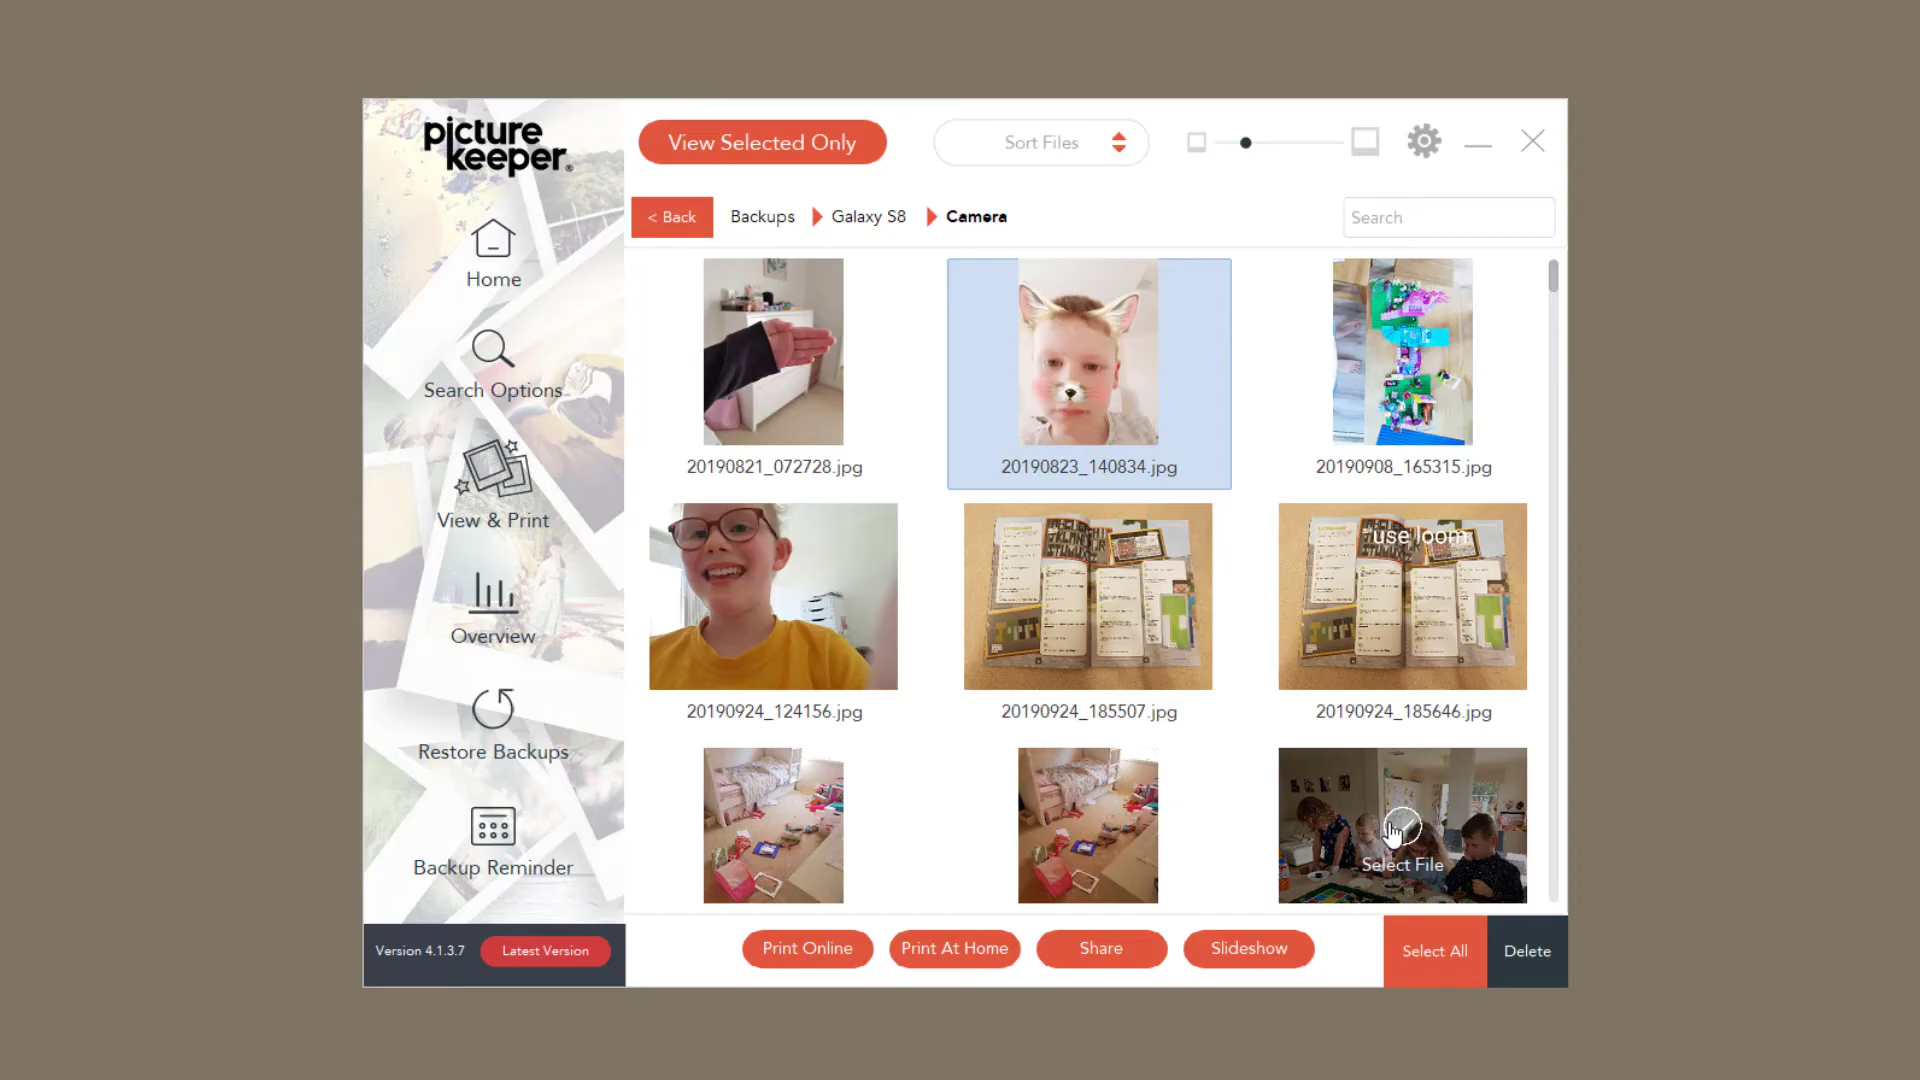 picture
keeper®
Home
Search Options
View & Print
Overview
Restore Backups
Backup Reminder
Version 4.1.3.7
Latest Version
View Selected Only
Sort Files
< Back
Backups
Galaxy S8
Camera
Search
20190821_072728.jpg
20190823_140834.jpg
20190908_165315.jpg
use loom
20190924_124156.jpg
20190924_185507.jpg
20190924_185646.jpg
Select File
Print Online
Print At Home
Share
Slideshow
Select All
Delete